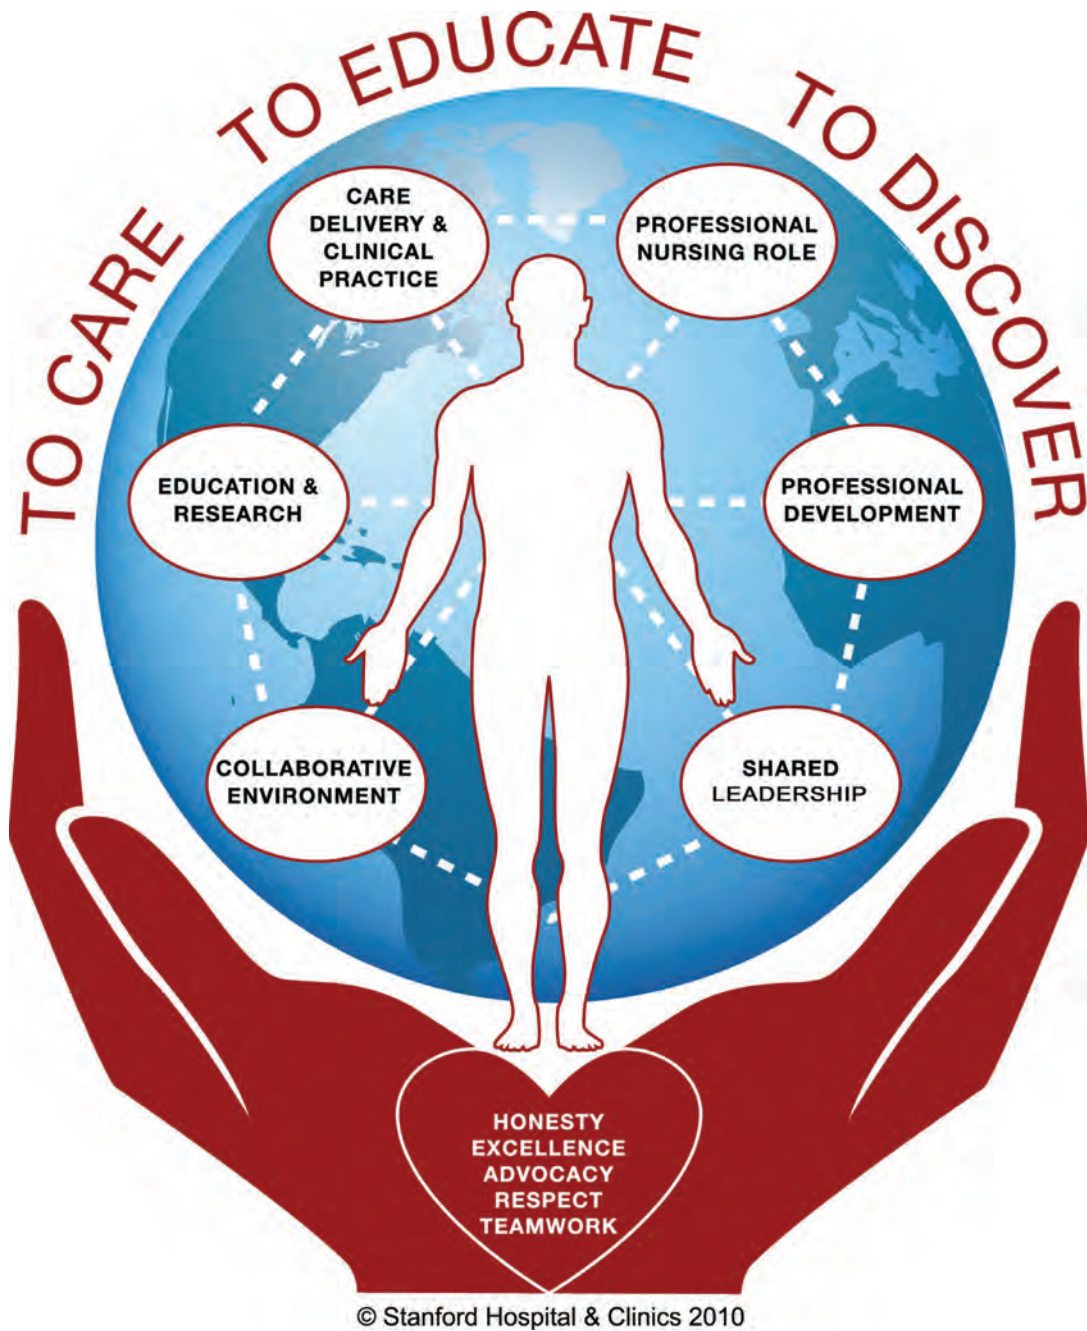 TO CARE TO EDUCATE TO DISCOVER
CARE
DELIVERY &
CLINICAL
PRACTICE
PROFESSIONAL
NURSING ROLE
EDUCATION &
RESEARCH
PROFESSIONAL
DEVELOPMENT
COLLABORATIVE
ENVIRONMENT
SHARED
LEADERSHIP
HONESTY
EXCELLENCE
ADVOCACY
RESPECT
TEAMWORK
© Stanford Hospital & Clinics 2010